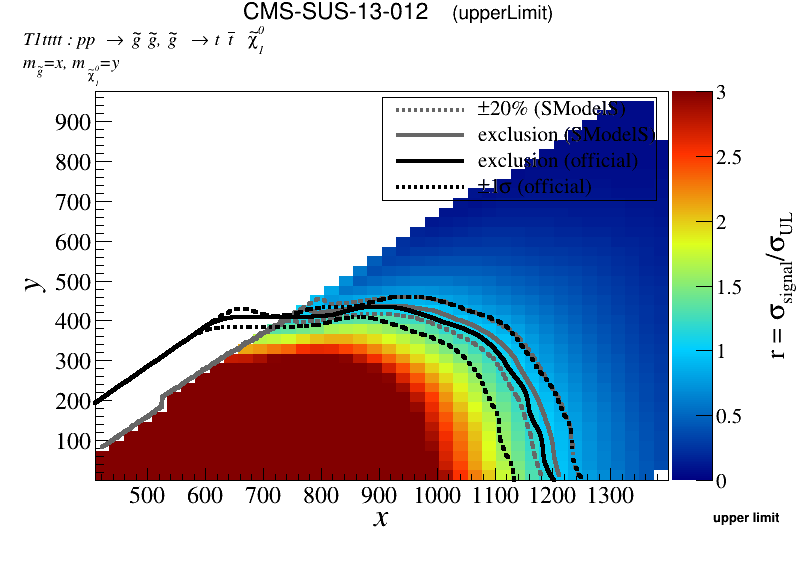 CMS-SUS-13-012 (upperLimit)
T1tttt : pp → g̃ g̃, g̃ → t t̄ χ̃⁰₁
m_g̃=x, m_χ̃⁰₁=y
±20% (SModelS)
exclusion (SModelS)
exclusion (official)
±1σ (official)
900
800
700
600
500
400
300
200
100
y
500 600 700 800 900 1000 1100 1200 1300
x
3
2.5
2
1.5
1
0.5
0
r = σ_signal/σ_UL
upper limit